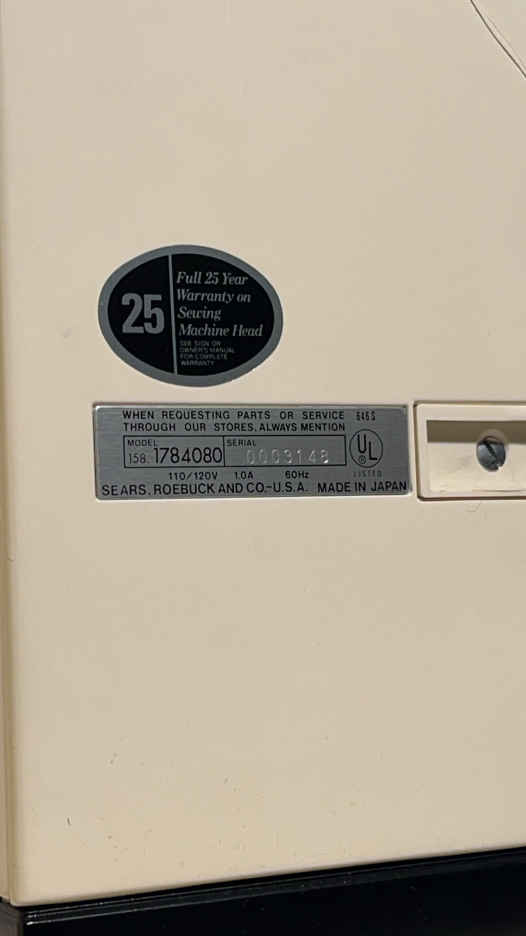 25
Full 25 Year
Warranty on
Sewing
Machine Head
SEE SIGN OR
OWNER'S MANUAL
FOR COMPLETE
WARRANTY
WHEN REQUESTING PARTS OR SERVICE 646S
THROUGH OUR STORES, ALWAYS MENTION
MODEL SERIAL
158. 1784080 0003148 UL
LISTED
110/120V 1.0A 60Hz
SEARS, ROEBUCK AND CO.-U.S.A. MADE IN JAPAN